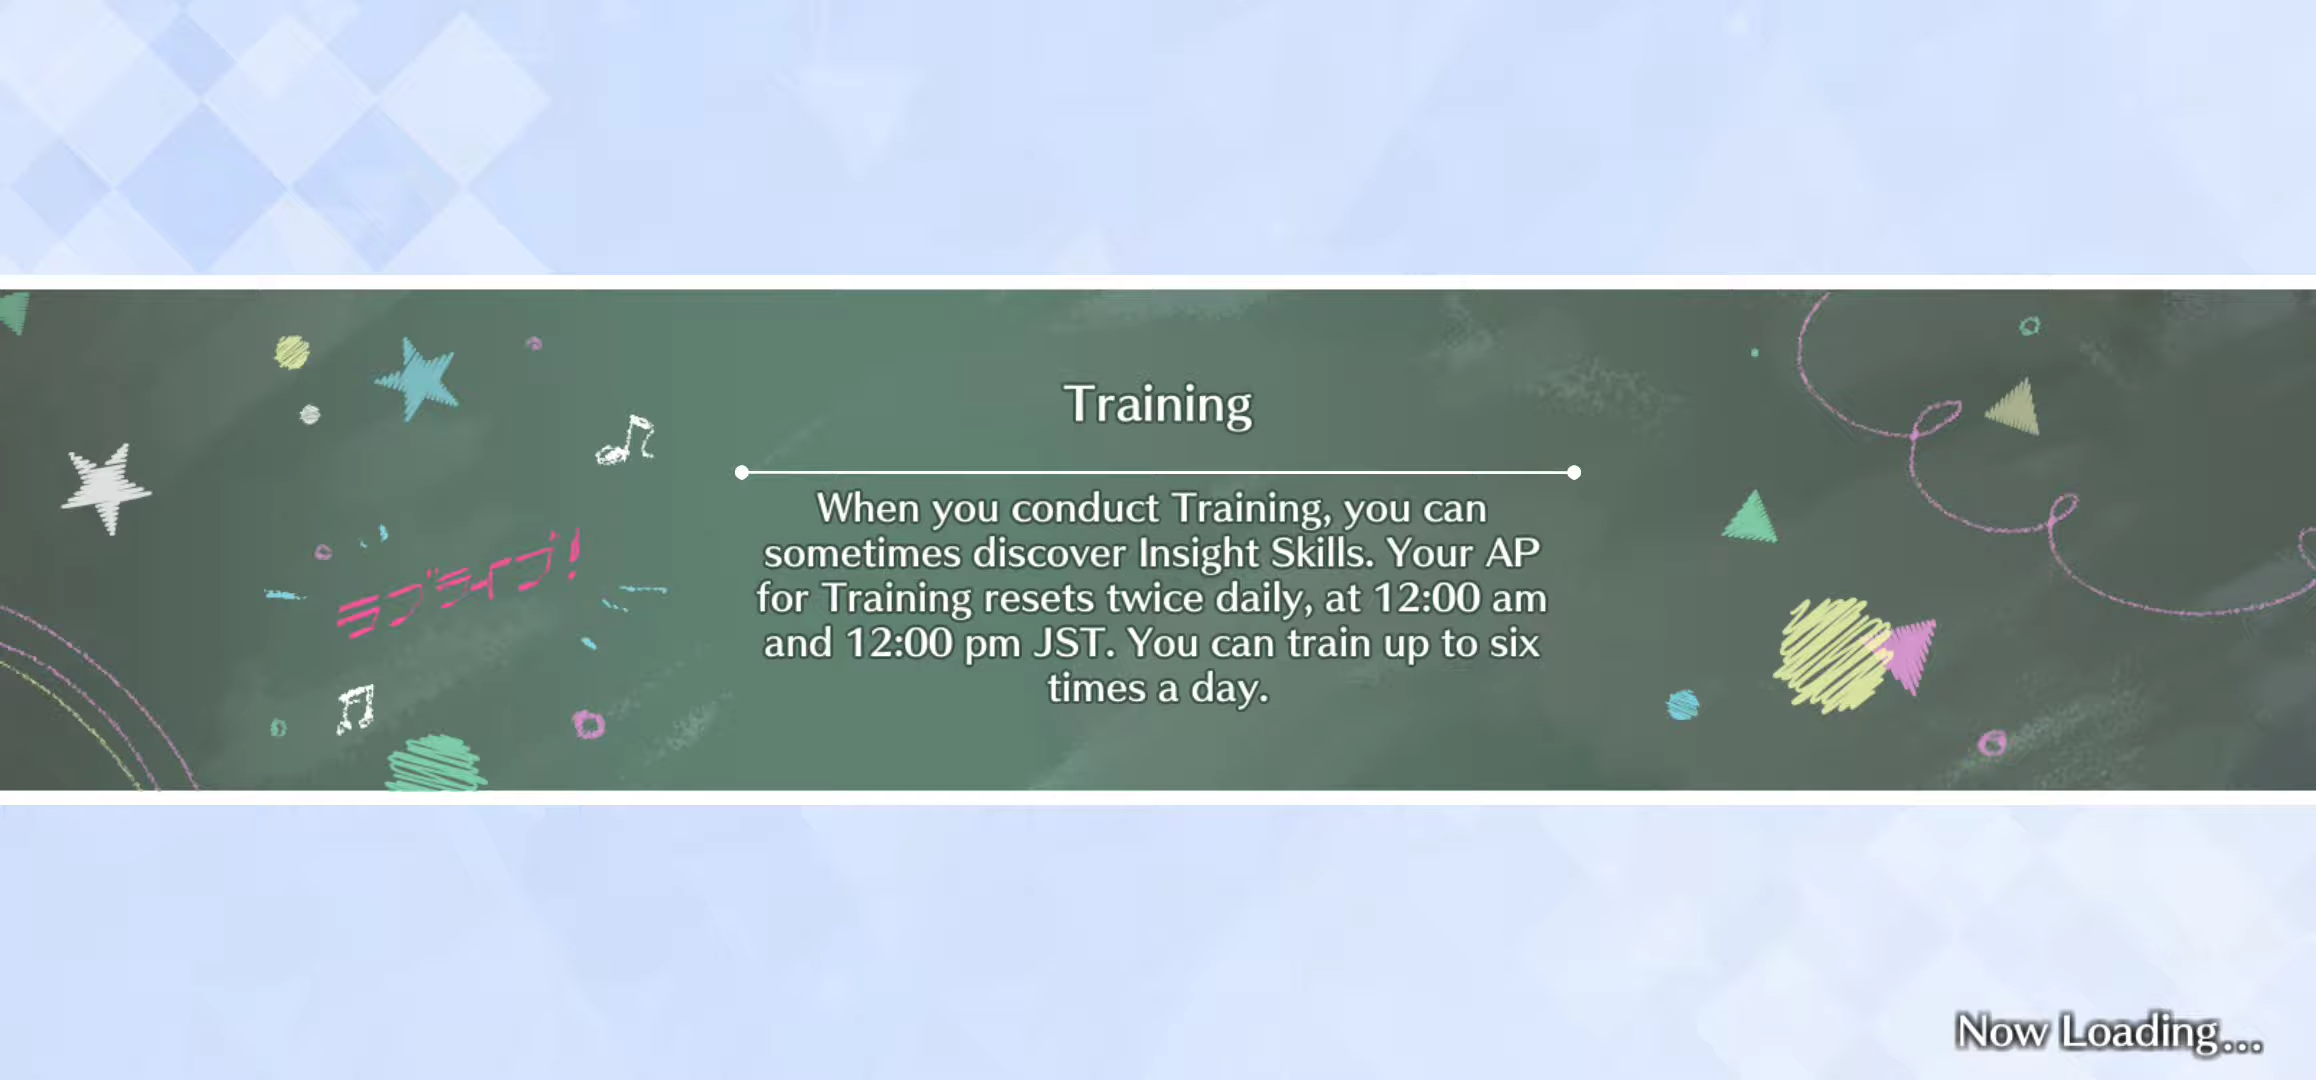 Training
When you conduct Training, you can
sometimes discover Insight Skills. Your AP
for Training resets twice daily, at 12:00 am
and 12:00 pm JST. You can train up to six
times a day.
ラブライブ!
Now Loading...